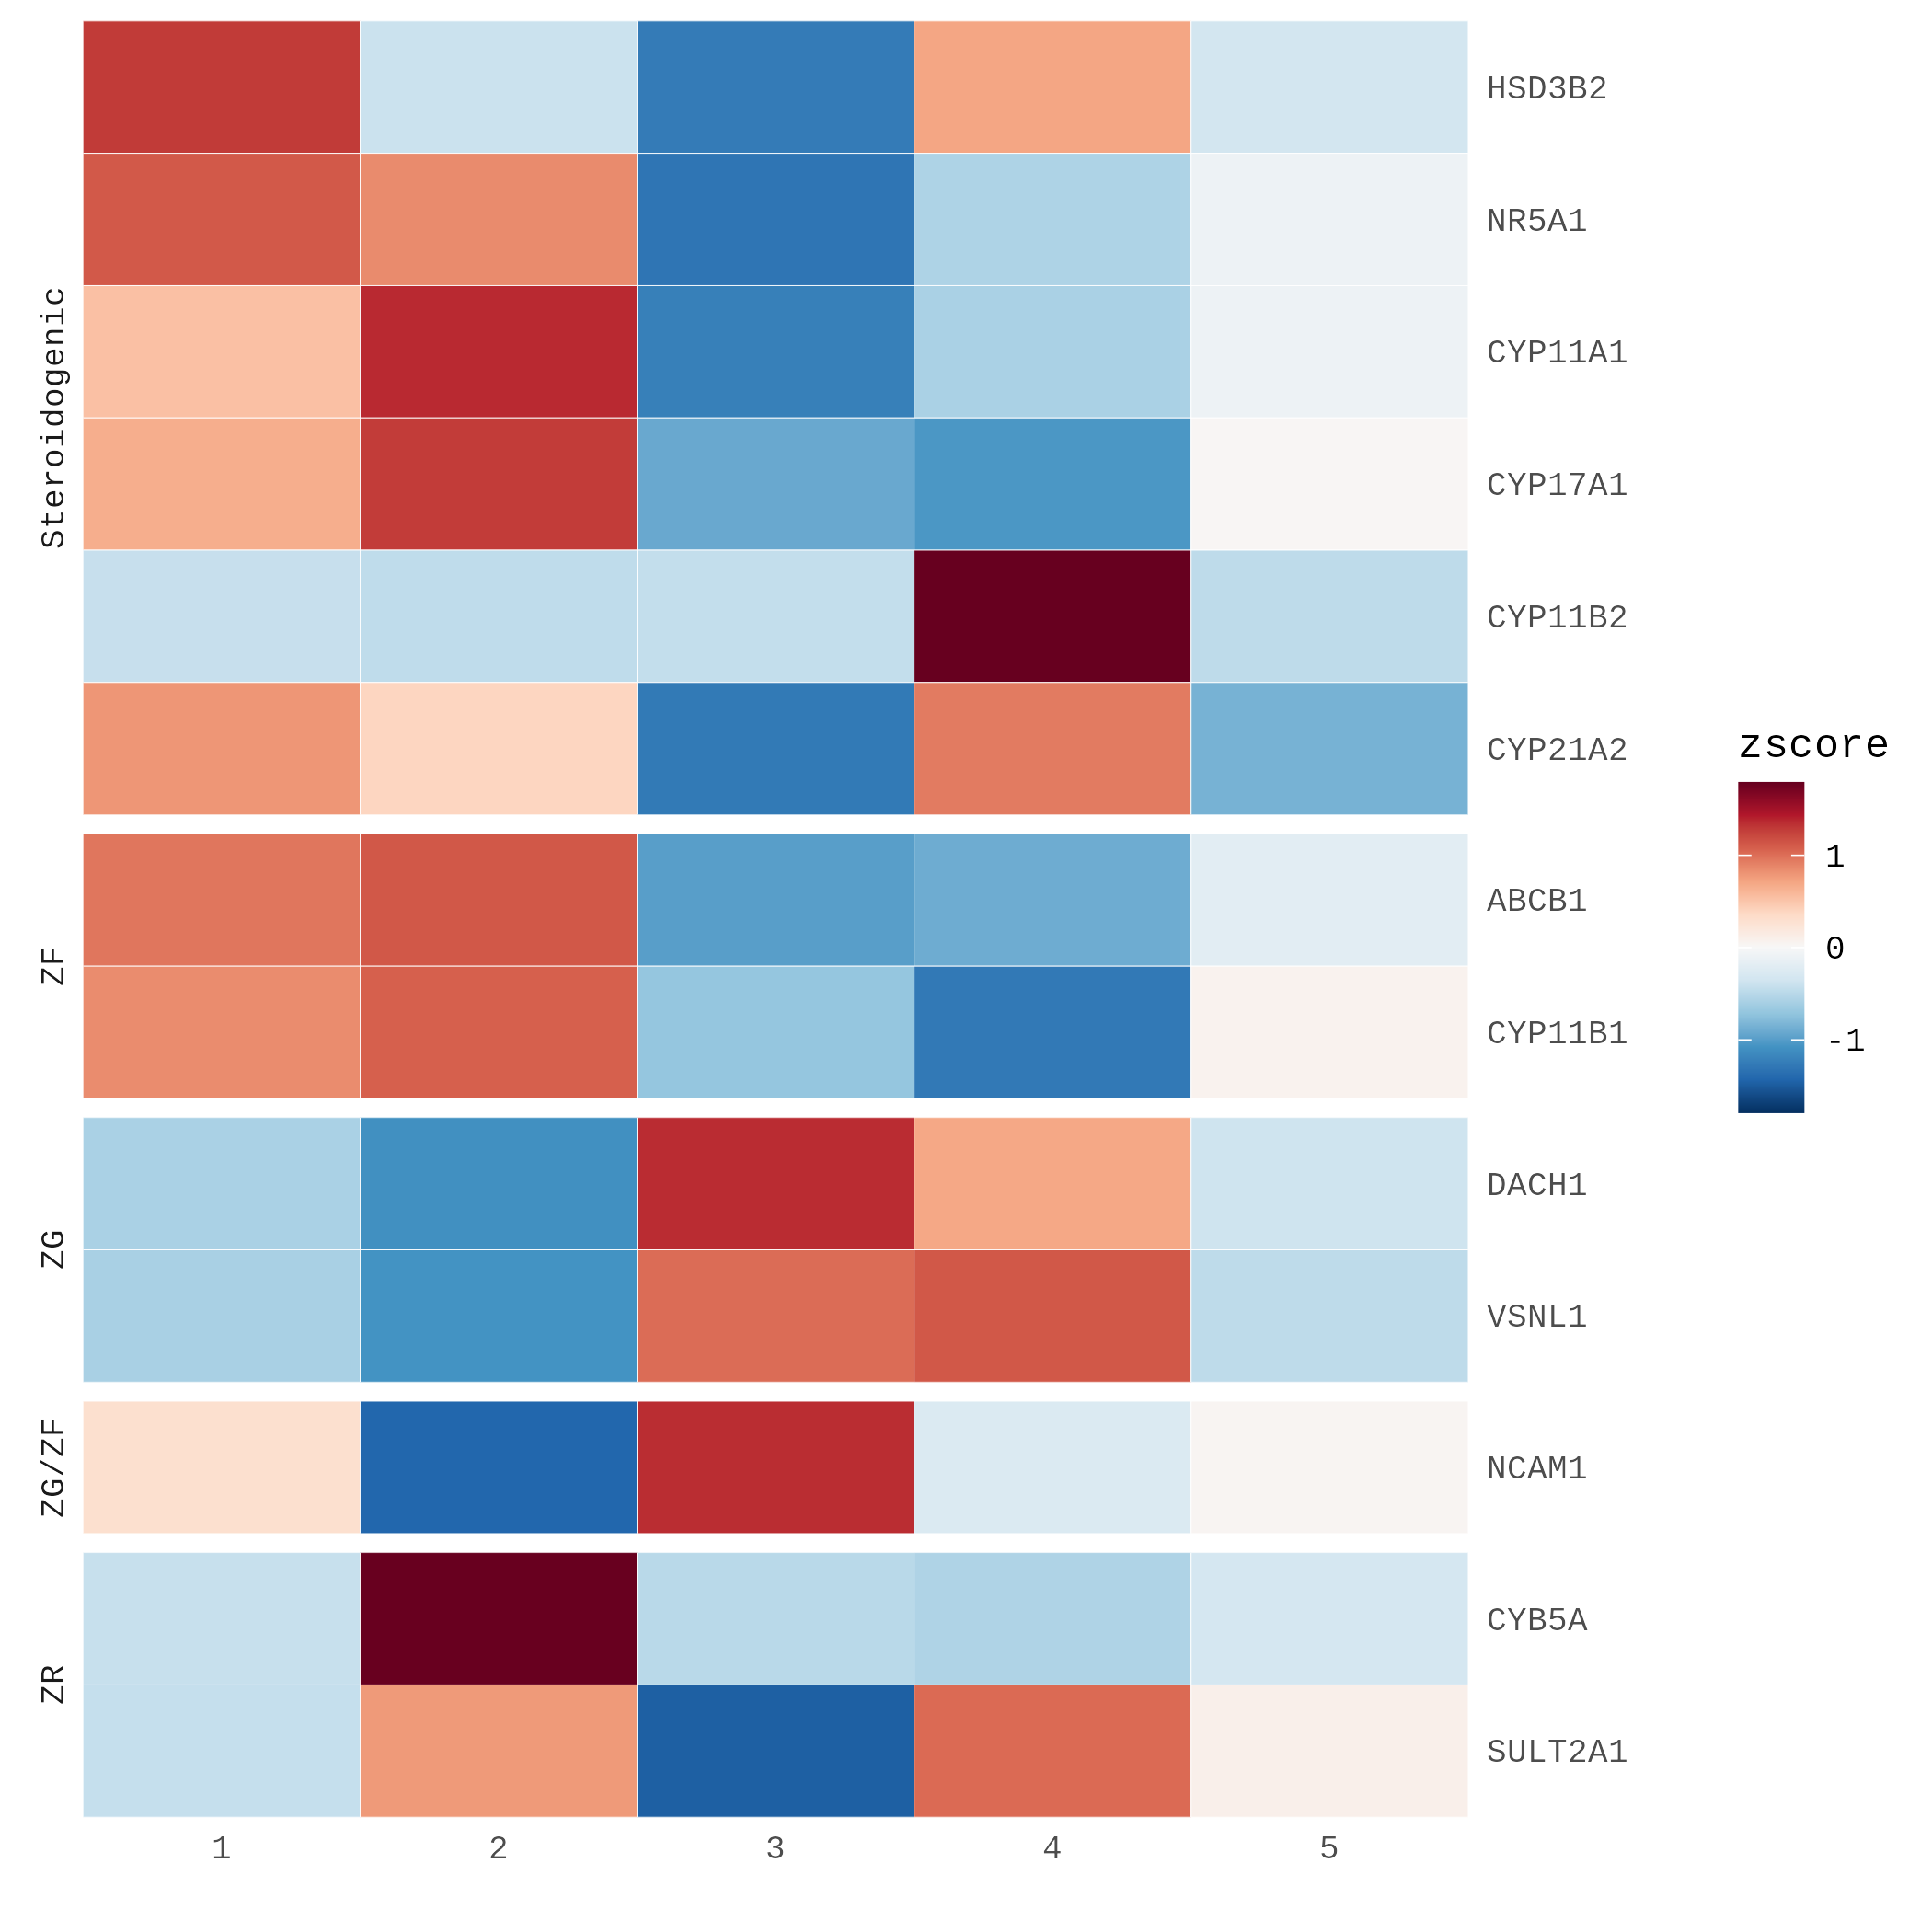 Steroidogenic
HSD3B2
NR5A1
CYP11A1
CYP17A1
CYP11B2
CYP21A2
ZF
ABCB1
CYP11B1
ZG
DACH1
VSNL1
ZG/ZF
NCAM1
ZR
CYB5A
SULT2A1
1 2 3 4 5
zscore
1
0
-1